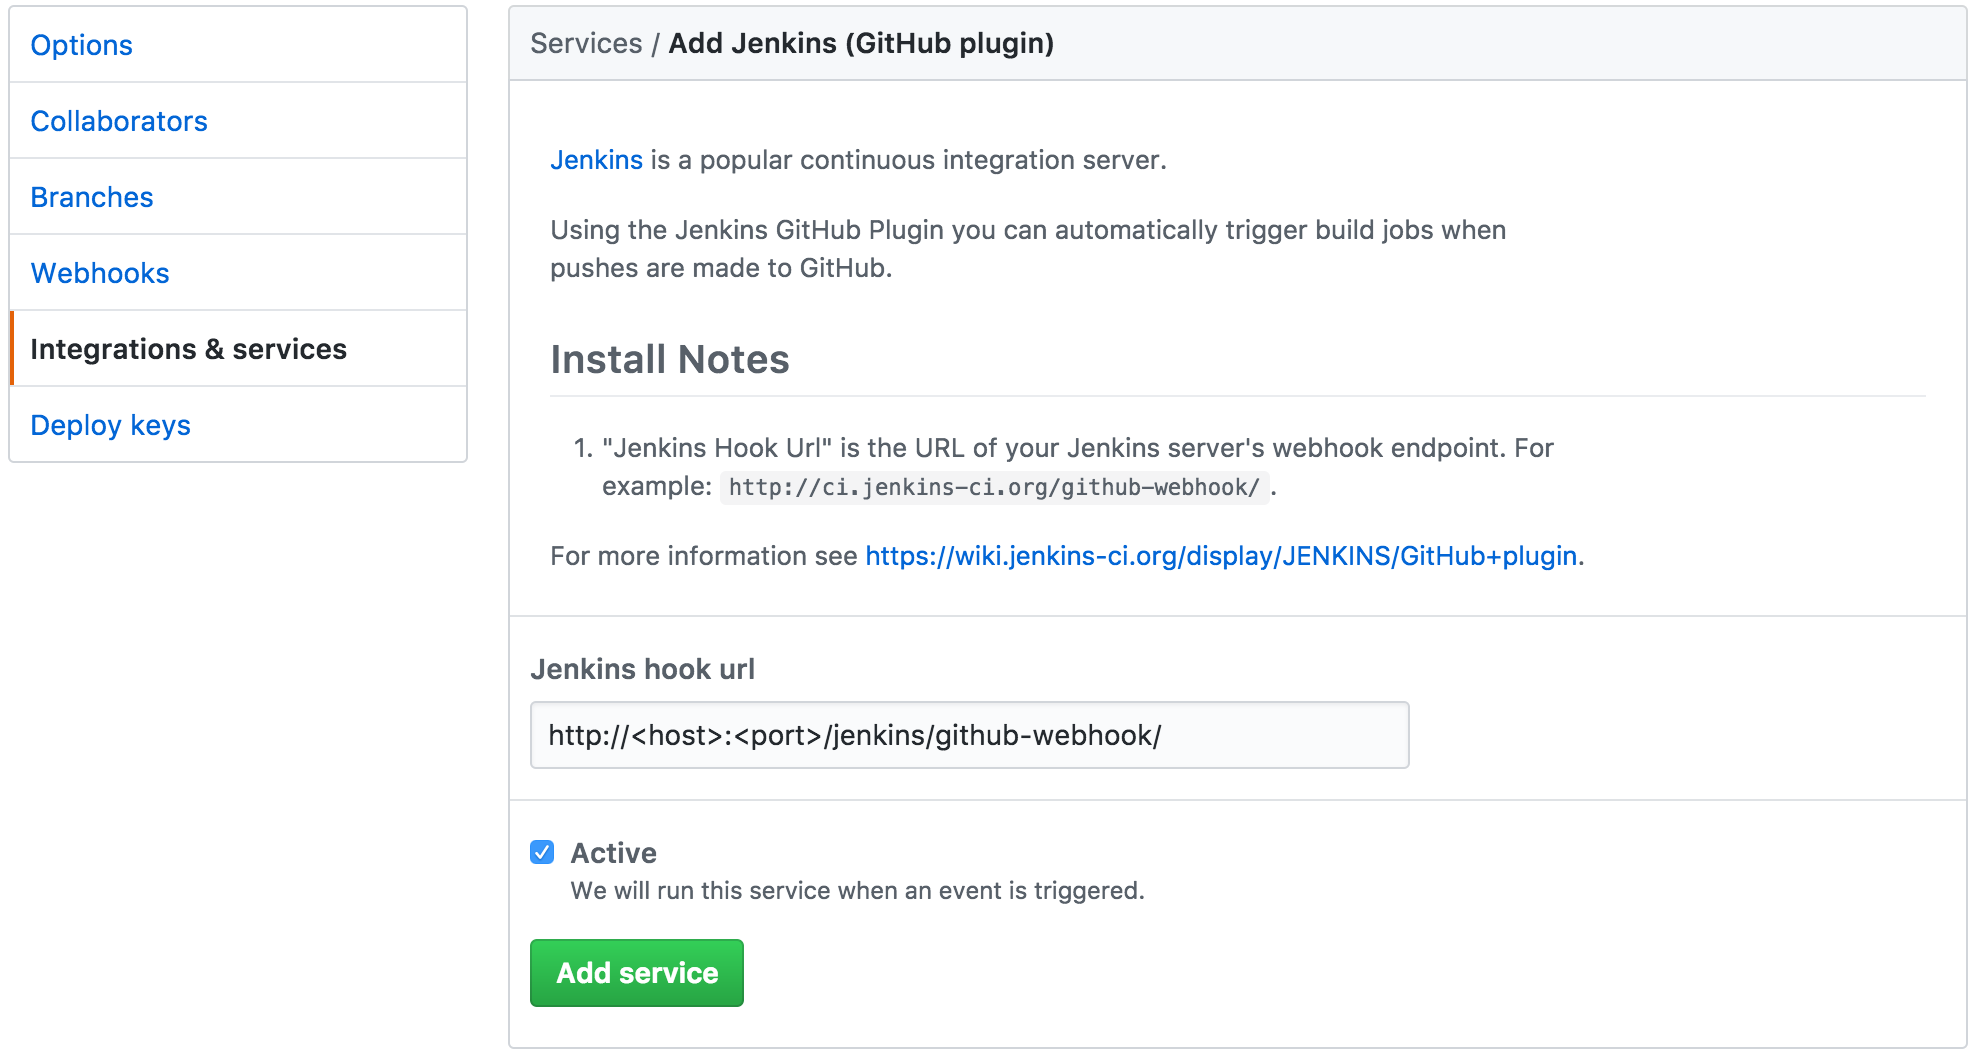 Options
Collaborators
Branches
Webhooks
Integrations & services
Deploy keys
Services / Add Jenkins (GitHub plugin)
Jenkins is a popular continuous integration server.
Using the Jenkins GitHub Plugin you can automatically trigger build jobs when
pushes are made to GitHub.
Install Notes
1. "Jenkins Hook Url" is the URL of your Jenkins server's webhook endpoint. For
example: http://ci.jenkins-ci.org/github-webhook/ .
For more information see https://wiki.jenkins-ci.org/display/JENKINS/GitHub+plugin.
Jenkins hook url
http://<host>:<port>/jenkins/github-webhook/
Active
We will run this service when an event is triggered.
Add service